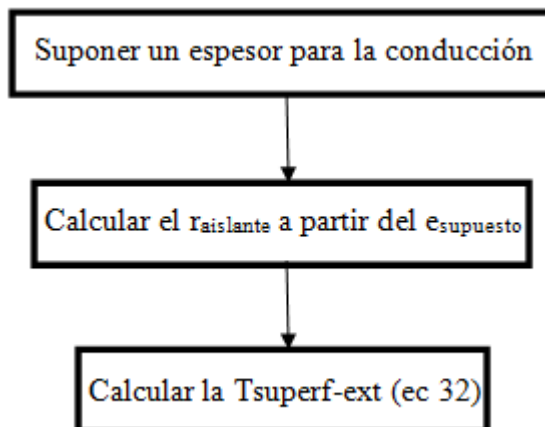 Suponer un espesor para la conducción
Calcular el raislante a partir del esupuesto
Calcular la Tsuperf-ext (ec 32)